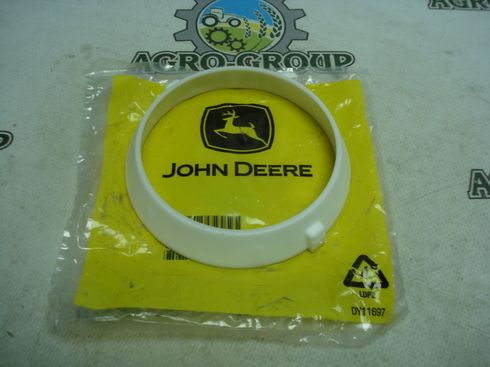 AGRO-GROUP
JOHN DEERE
LDPE
DY11697